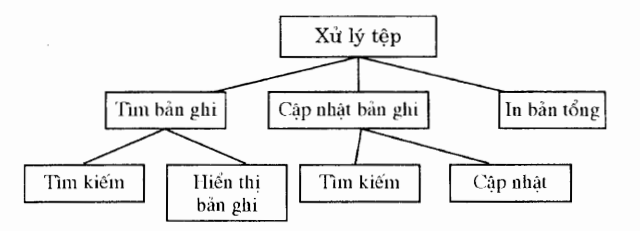 Xử lý tệp
Tìm bản ghi
Cập nhật bản ghi
In bản tổng
Tìm kiếm
Hiển thị
bản ghi
Tìm kiếm
Cập nhật